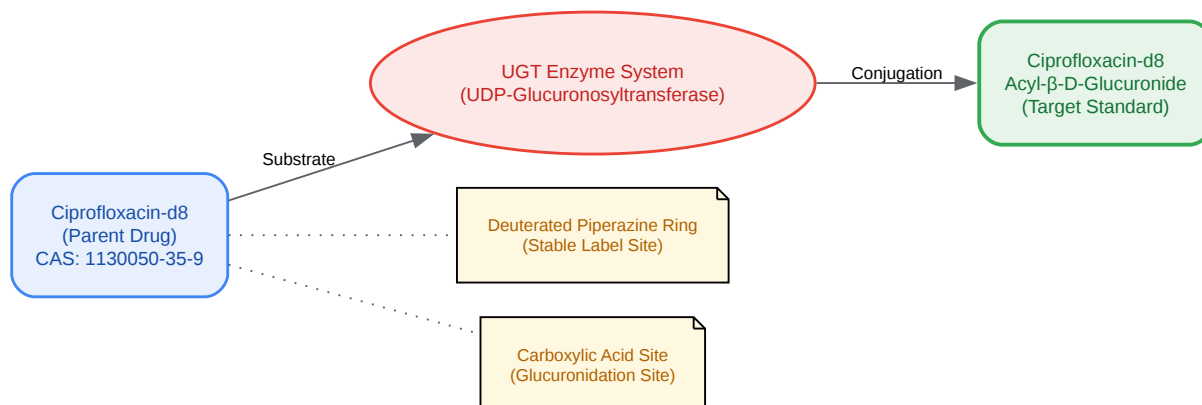 UGT Enzyme System
(UDP-Glucuronosyltransferase)
Conjugation
Ciprofloxacin-d8
Acyl-β-D-Glucuronide
(Target Standard)
Substrate
Ciprofloxacin-d8
(Parent Drug)
CAS: 1130050-35-9
Deuterated Piperazine Ring
(Stable Label Site)
Carboxylic Acid Site
(Glucuronidation Site)